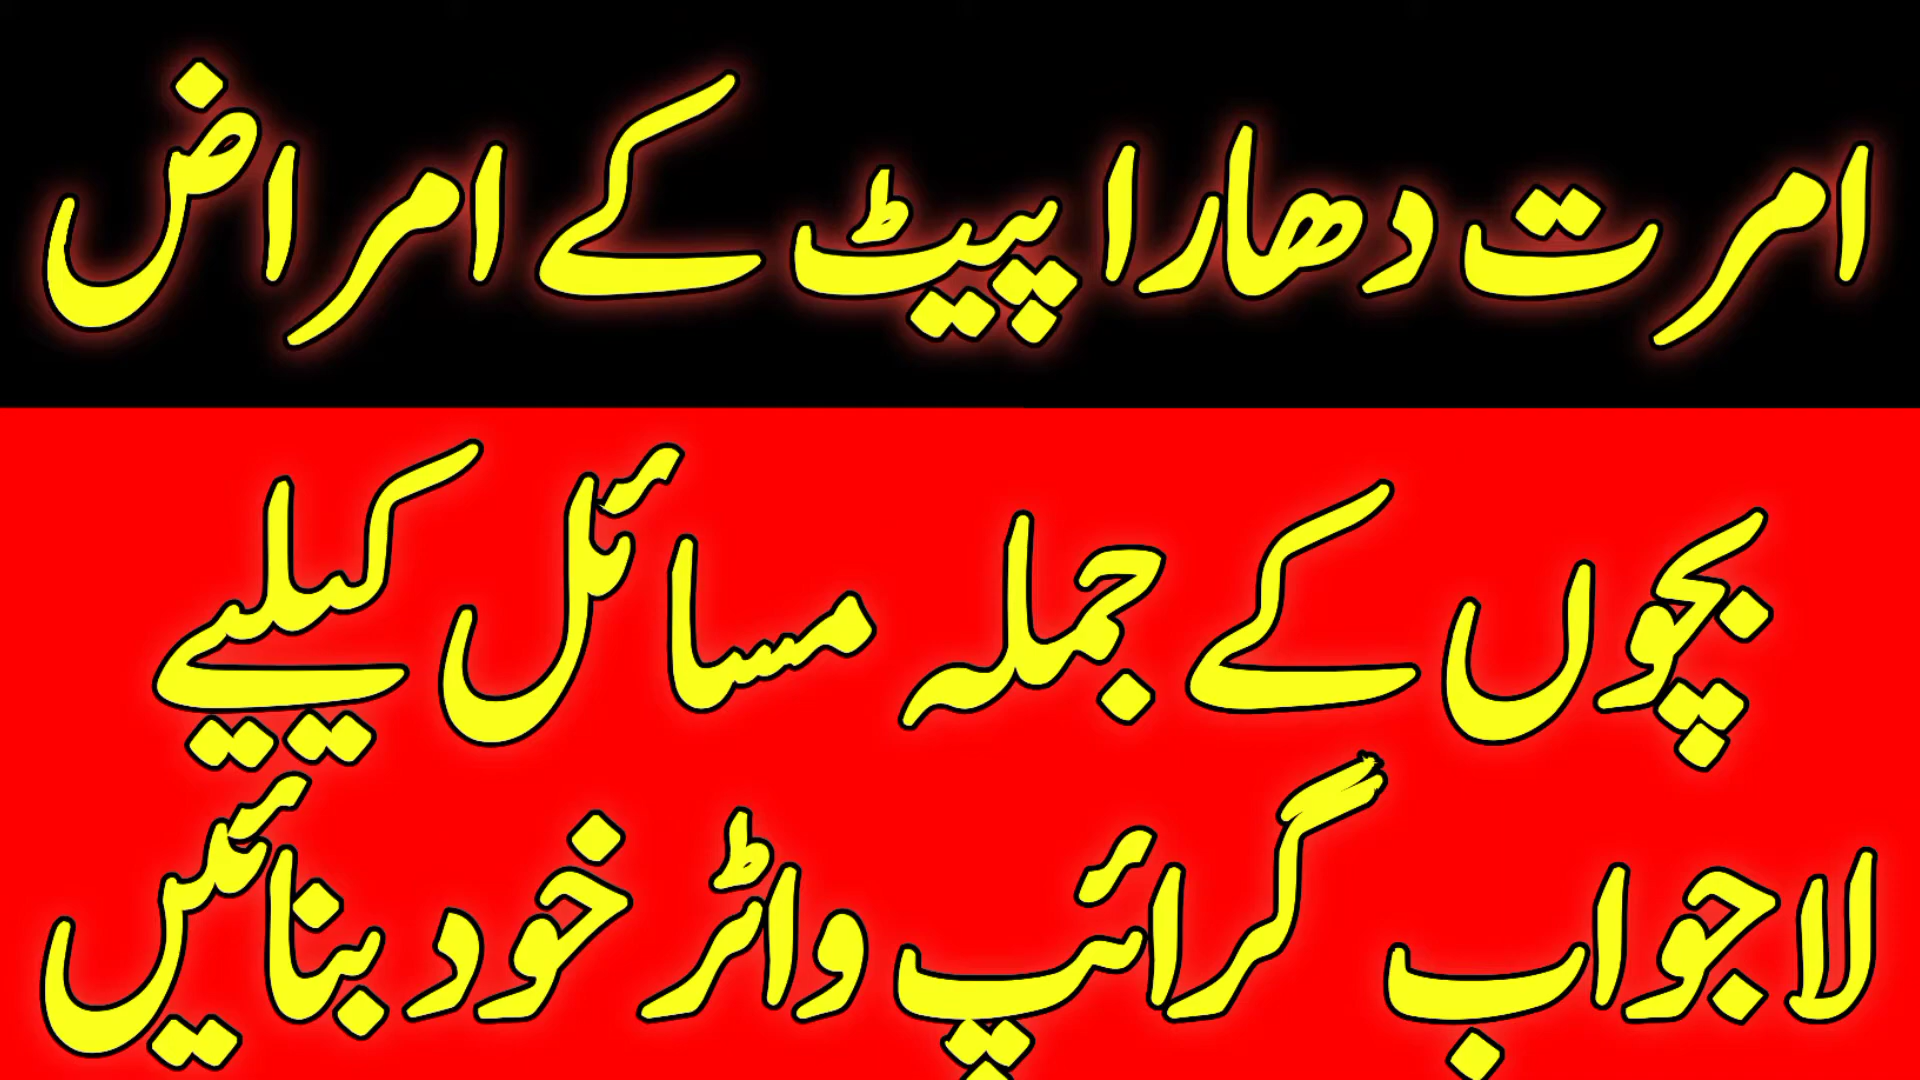 امرت دھارا پیٹ کے امراض
بچوں کے جملہ مسائل کیلیے
لاجواب گرائپ واٹر خود بنائیں